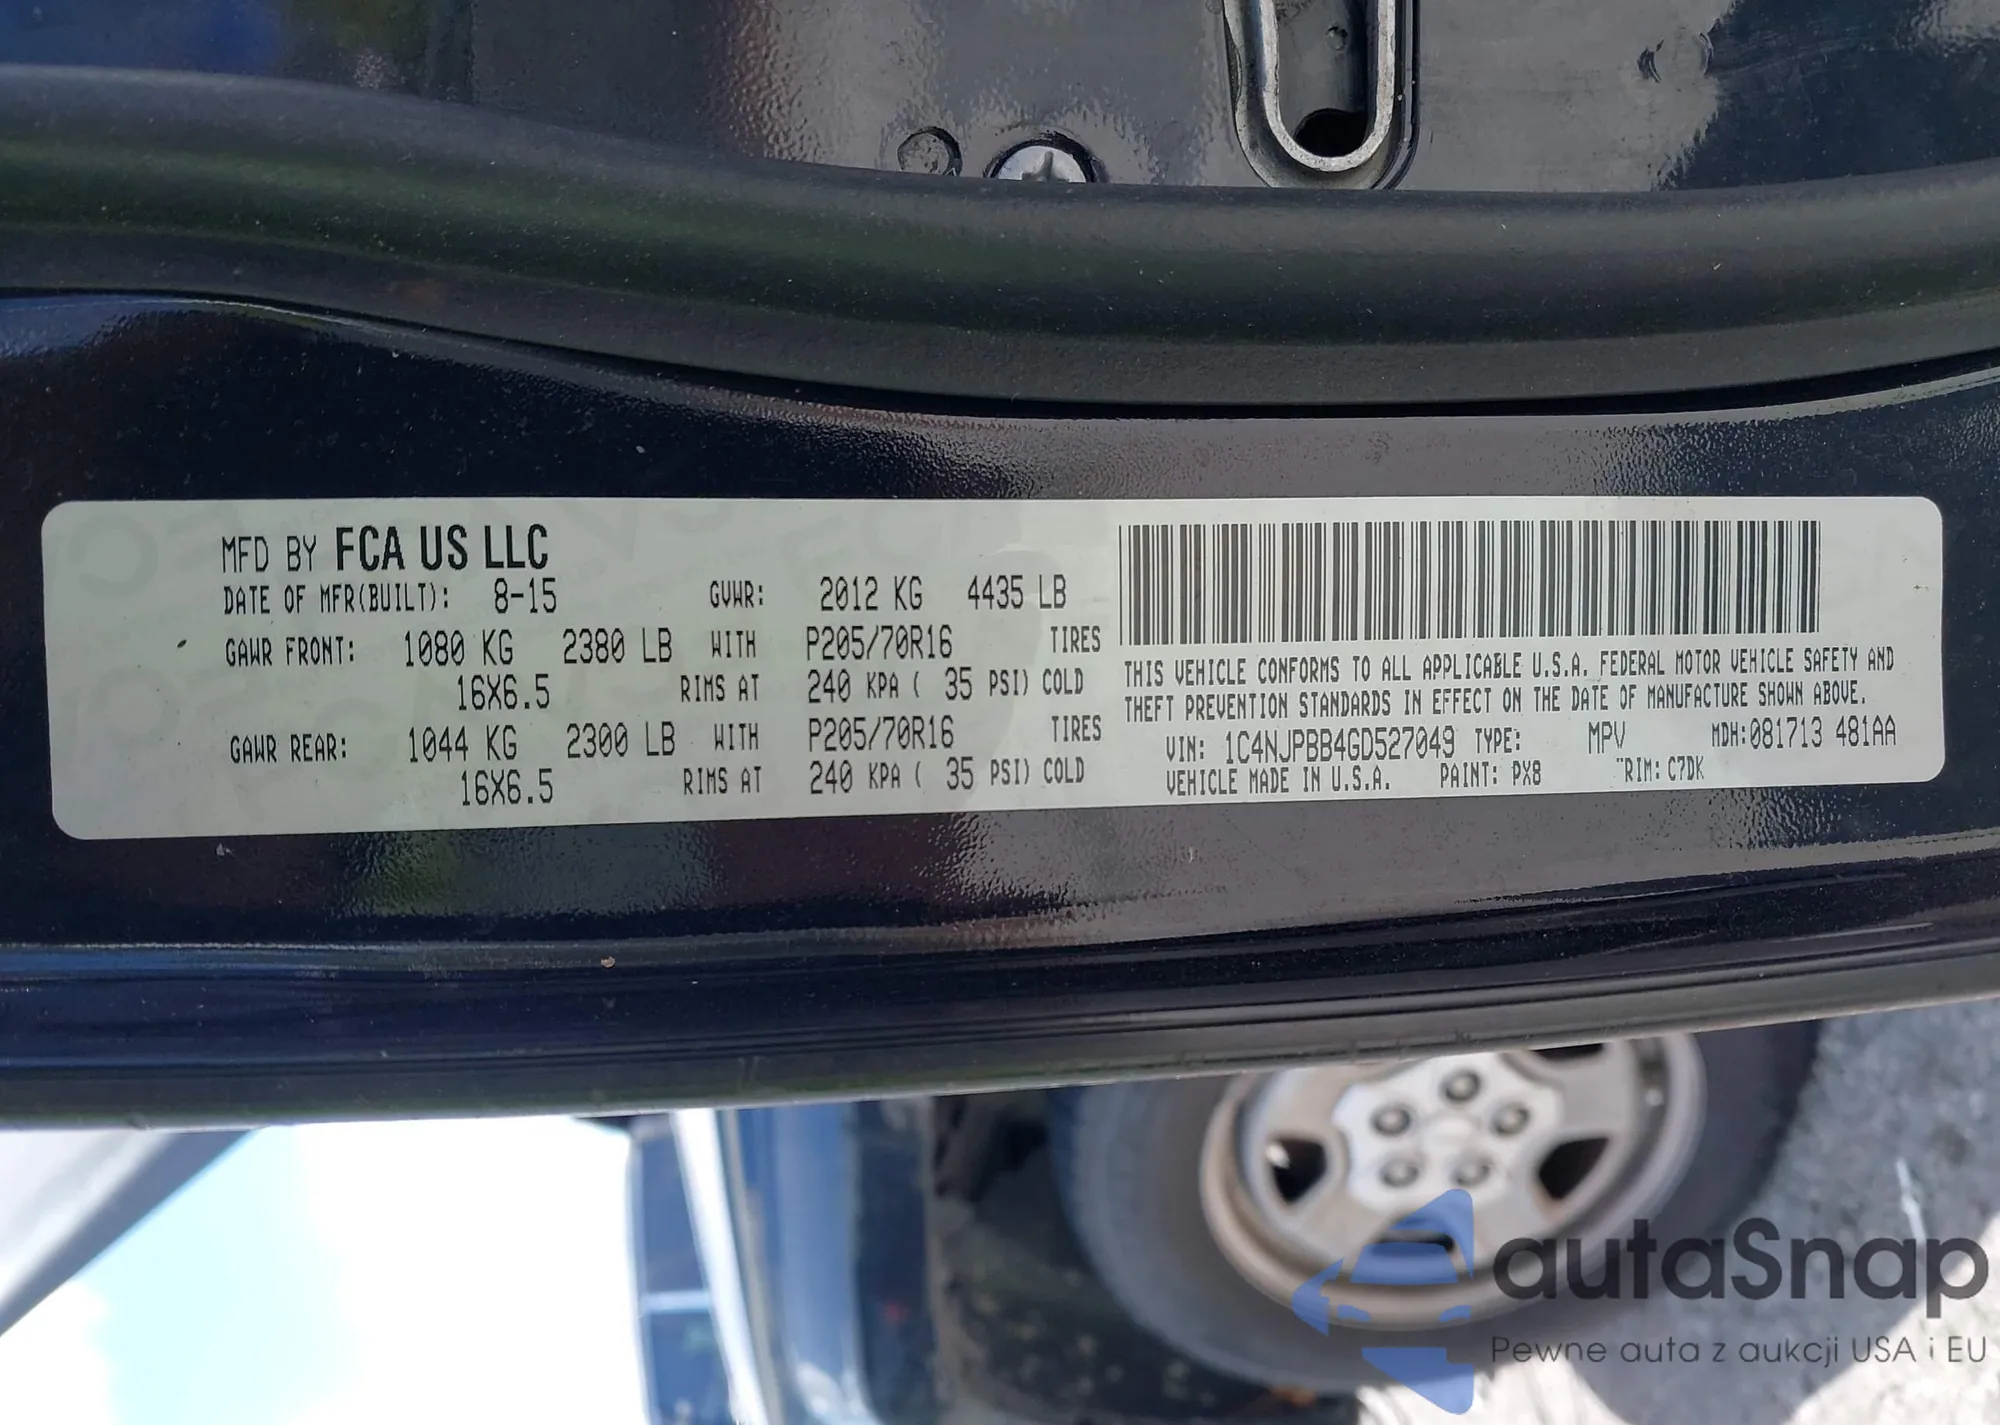 MFD BY FCA US LLC
DATE OF MFR(BUILT): 8-15 GVWR: 2012 KG 4435 LB
GAWR FRONT: 1080 KG 2380 LB WITH P205/70R16 TIRES
16X6.5 RIMS AT 240 KPA ( 35 PSI) COLD
GAWR REAR: 1044 KG 2300 LB WITH P205/70R16 TIRES
16X6.5 RIMS AT 240 KPA ( 35 PSI) COLD
THIS VEHICLE CONFORMS TO ALL APPLICABLE U.S.A. FEDERAL MOTOR VEHICLE SAFETY AND
THEFT PREVENTION STANDARDS IN EFFECT ON THE DATE OF MANUFACTURE SHOWN ABOVE.
VIN: 1C4NJPBB4GD527049 TYPE: MPV MDH:081713 481AA
VEHICLE MADE IN U.S.A. PAINT: PX8 TRIM: C7DK
autaSnap
Pewne auta z aukcji USA i EU